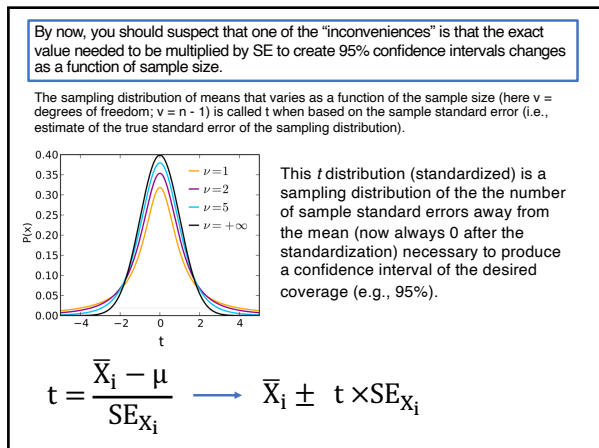 By now, you should suspect that one of the “inconveniences” is that the exact
value needed to be multiplied by SE to create 95% confidence intervals changes
as a function of sample size.
The sampling distribution of means that varies as a function of the sample size (here v =
degrees of freedom; v = n - 1) is called t when based on the sample standard error (i.e.,
estimate of the true standard error of the sampling distribution).
0.40
0.35
0.30
0.25
0.20
0.15
0.10
0.05
0.00
P(x)
ν=1
ν=2
ν=5
ν=+∞
−4 −2 0 2 4
t
This t distribution (standardized) is a
sampling distribution of the the number
of sample standard errors away from
the mean (now always 0 after the
standardization) necessary to produce
a confidence interval of the desired
coverage (e.g., 95%).
t = (X̅ᵢ − μ) / SE_Xᵢ → X̅ᵢ ± t ×SE_Xᵢ